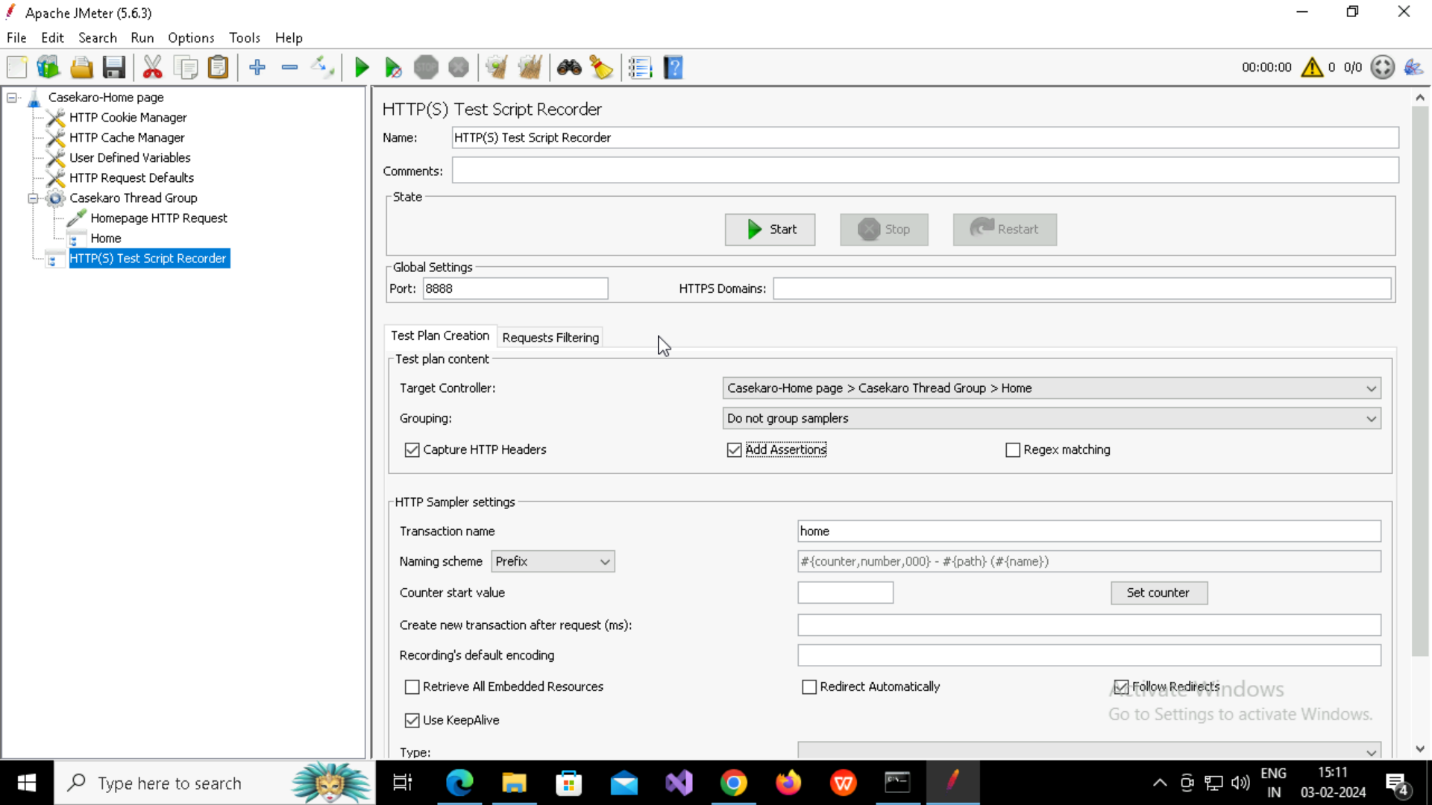 Apache JMeter (5.6.3)
File Edit Search Run Options Tools Help
00:00:00 0 0/0
Casekaro-Home page
HTTP Cookie Manager
HTTP Cache Manager
User Defined Variables
HTTP Request Defaults
Casekaro Thread Group
Homepage HTTP Request
Home
HTTP(S) Test Script Recorder
HTTP(S) Test Script Recorder
Name: HTTP(S) Test Script Recorder
Comments:
State
Start Stop Restart
Global Settings
Port: 8888 HTTPS Domains:
Test Plan Creation Requests Filtering
Test plan content
Target Controller: Casekaro-Home page > Casekaro Thread Group > Home
Grouping: Do not group samplers
Capture HTTP Headers Add Assertions Regex matching
HTTP Sampler settings
Transaction name home
Naming scheme Prefix #{counter,number,000} - #{path} (#{name})
Counter start value Set counter
Create new transaction after request (ms):
Recording's default encoding
Retrieve All Embedded Resources Redirect Automatically Follow Redirects
Activate Windows
Go to Settings to activate Windows.
Use KeepAlive
Type:
Type here to search
ENG
IN
15:11
03-02-2024
4